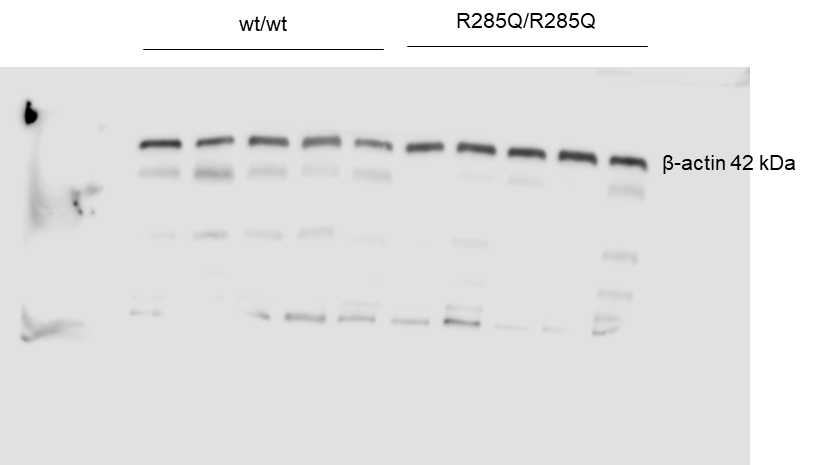 wt/wt
R285Q/R285Q
β-actin 42 kDa